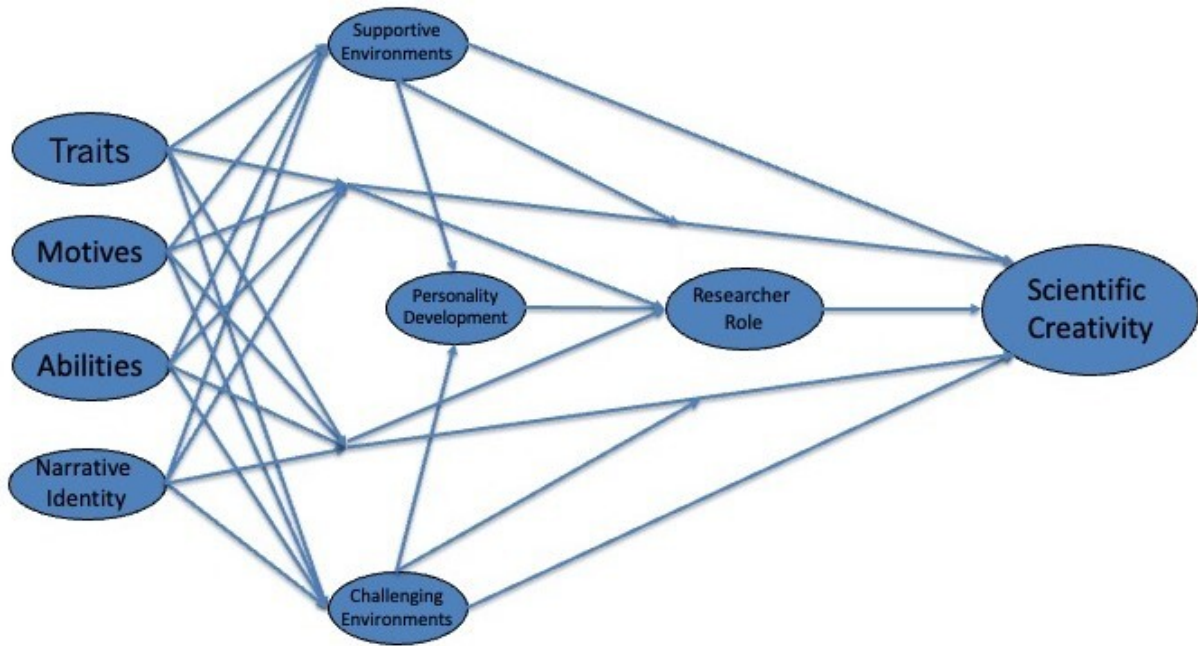 Supportive
Environments
Traits
Motives
Personality
Development
Researcher
Role
Scientific
Creativity
Abilities
Narrative
Identity
Challenging
Environments